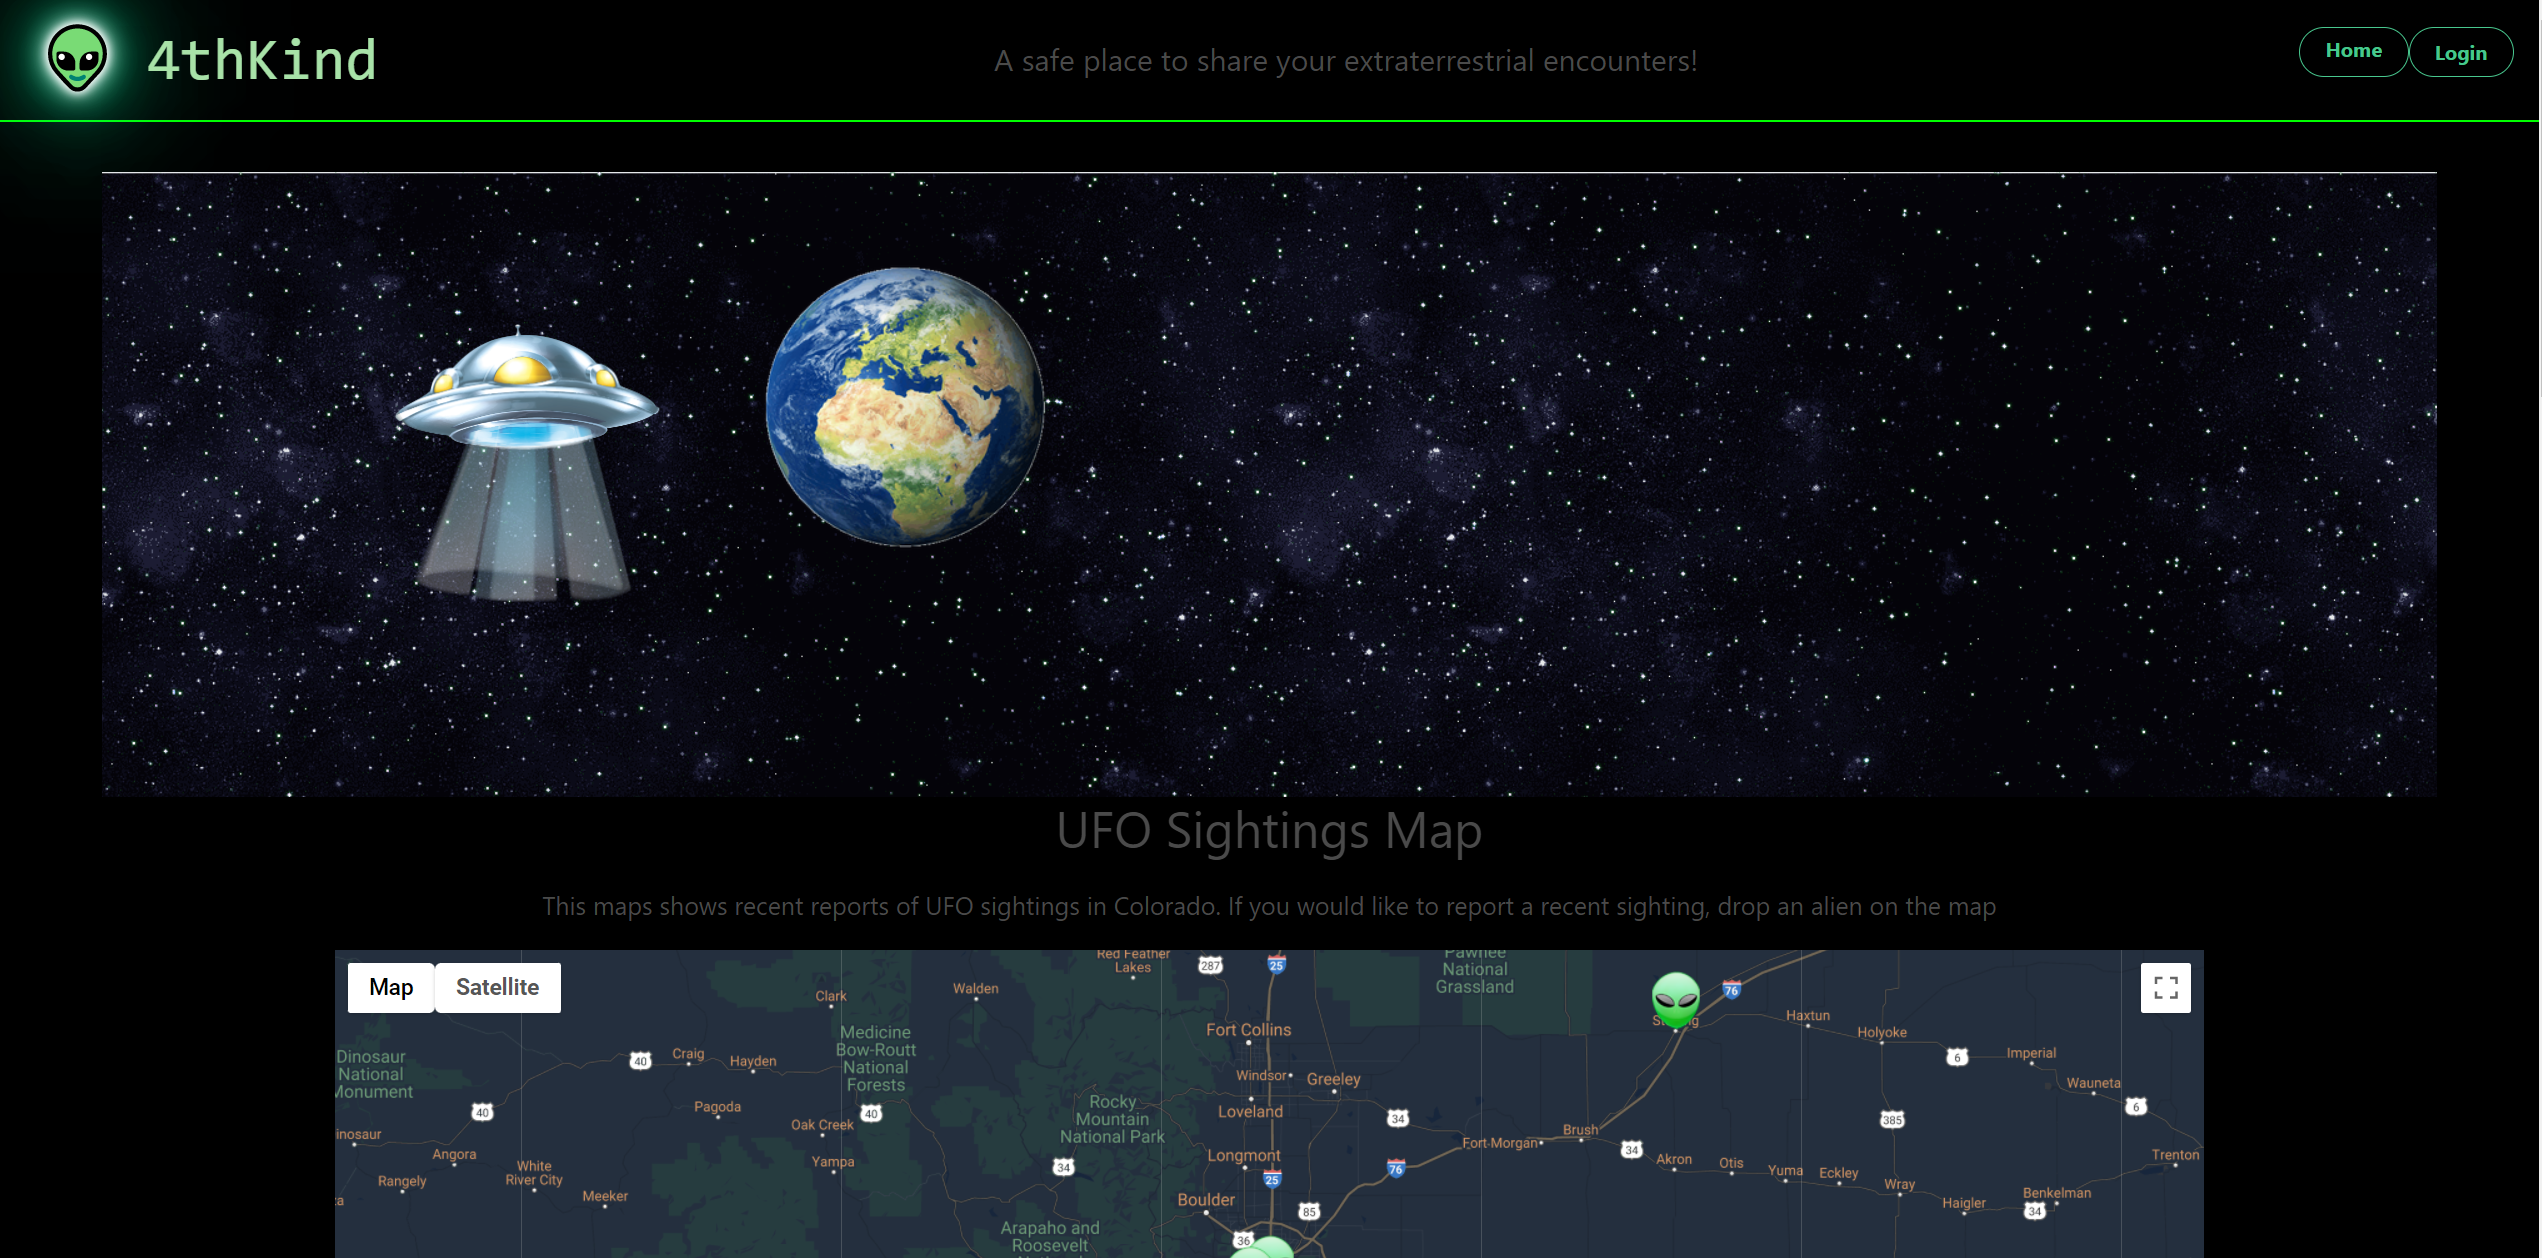 4thKind
A safe place to share your extraterrestrial encounters!
Home
Login
UFO Sightings Map
This maps shows recent reports of UFO sightings in Colorado. If you would like to report a recent sighting, drop an alien on the map
Map
Satellite
Red Feather
Lakes
287
25
Pawnee
National
Grassland
76
Clark
Walden
Fort Collins
Haxtun
Holyoke
Medicine
Bow-Routt
National
Forests
Dinosaur
National
Monument
40
Craig
Hayden
6
Imperial
Windsor
Greeley
Wauneta
40
Pagoda
40
Rocky
Mountain
National Park
Loveland
34
385
6
Oak Creek
inosaur
Fort Morgan
Brush
34
Angora
Yampa
34
Longmont
25
76
Akron
Otis
Yuma
Eckley
Trenton
White
River City
Rangely
Meeker
Wray
Boulder
Haigler
Benkelman
34
za
85
Arapaho and
Roosevelt
36